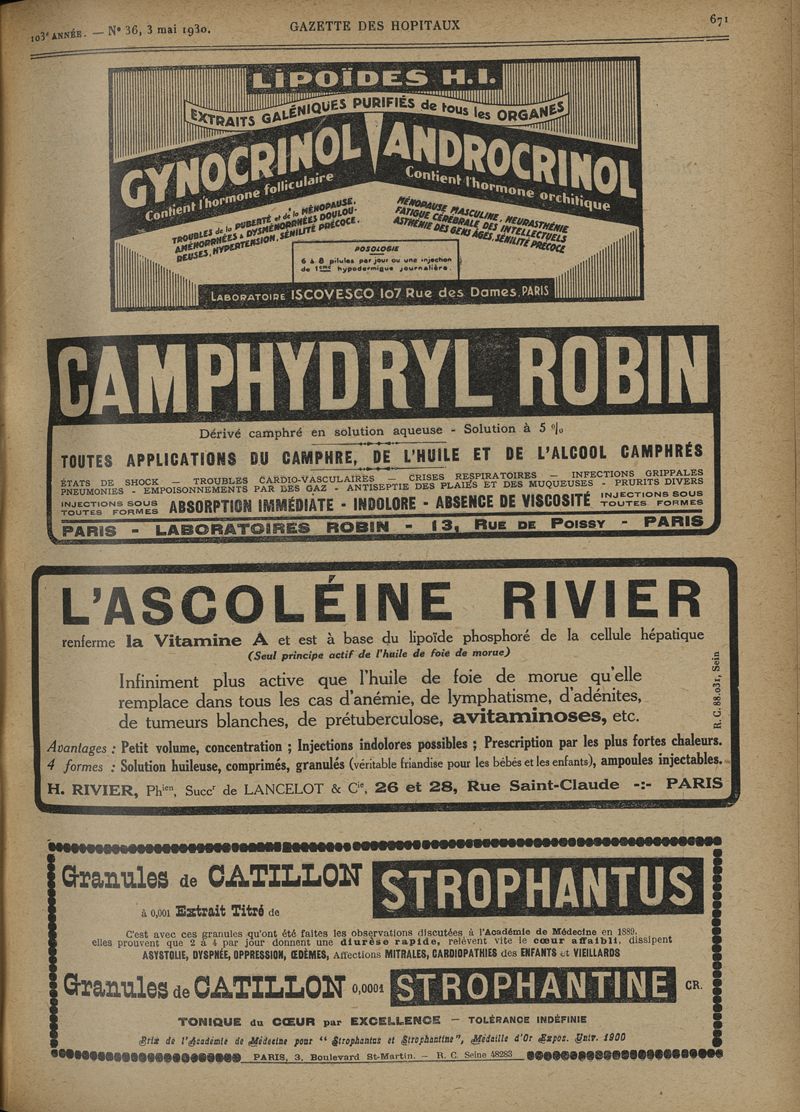 103e ANNÉE. — N° 36, 3 mai 1930.
GAZETTE DES HOPITAUX
671
LIPOÏDES H.I.
EXTRAITS GALÉNIQUES PURIFIÉS de tous les ORGANES
GYNOCRINOL
Contient l'hormone folliculaire
TROUBLES de la PUBERTÉ et de la MÉNOPAUSE,
AMÉNORRHÉES & DYSMÉNORRHÉES DOULOU-
REUSES, HYPERTENSION, SÉNILITÉ PRÉCOCE.
ANDROCRINOL
Contient l'hormone orchitique
MÉNOPAUSE MASCULINE, NEURASTHÉNIE
FATIGUE CÉRÉBRALE DES INTELLECTUELS
ASTHÉNIE DES GENS AGÉS, SÉNILITÉ PRÉCOCE
POSOLOGIE
6 à 8 pilules par jour ou une injection
de 1cmc hypodermique journalière.
LABORATOIRE ISCOVESCO 107 Rue des Dames, PARIS
CAMPHYDRYL ROBIN
Dérivé camphré en solution aqueuse - Solution à 5 %
TOUTES APPLICATIONS DU CAMPHRE, DE L'HUILE ET DE L'ALCOOL CAMPHRÉS
ÉTATS DE SHOCK — TROUBLES CARDIO-VASCULAIRES — CRISES RESPIRATOIRES — INFECTIONS GRIPPALES
PNEUMONIES - EMPOISONNEMENTS PAR LES GAZ - ANTISEPTIE DES PLAIES ET DES MUQUEUSES - PRURITS DIVERS
INJECTIONS SOUS TOUTES FORMES ABSORPTION IMMÉDIATE - INDOLORE - ABSENCE DE VISCOSITÉ INJECTIONS SOUS TOUTES FORMES
PARIS - LABORATOIRES ROBIN - 13, RUE DE POISSY - PARIS
L'ASCOLÉINE RIVIER
renferme la Vitamine A et est à base du lipoïde phosphoré de la cellule hépatique
(Seul principe actif de l'huile de foie de morue)
Infiniment plus active que l'huile de foie de morue qu'elle
remplace dans tous les cas d'anémie, de lymphatisme, d'adénites,
de tumeurs blanches, de prétuberculose, avitaminoses, etc.
R. C. 88.031, Sein
Avantages : Petit volume, concentration ; Injections indolores possibles ; Prescription par les plus fortes chaleurs.
4 formes : Solution huileuse, comprimés, granulés (véritable friandise pour les bébés et les enfants), ampoules injectables.
H. RIVIER, Phien, Succr de LANCELOT & Cie, 26 et 28, Rue Saint-Claude -:- PARIS
Granules de CATILLON
à 0,001 Extrait Titré de
STROPHANTUS
C'est avec ces granules qu'ont été faites les observations discutées à l'Académie de Médecine en 1889,
elles prouvent que 2 à 4 par jour donnent une diurèse rapide, relèvent vite le cœur affaibli, dissipent
ASYSTOLIE, DYSPNÉE, OPPRESSION, ŒDÈMES, Affections MITRALES, CARDIOPATHIES des ENFANTS et VIEILLARDS
Granules de CATILLON 0,0001 STROPHANTINE CR.
TONIQUE du CŒUR par EXCELLENCE — TOLÉRANCE INDÉFINIE
Prix de l'Académie de Médecine pour "Strophantus et Strophantine", Médaille d'Or Expos. Univ. 1900
PARIS, 3, Boulevard St-Martin. — R. C. Seine 48283